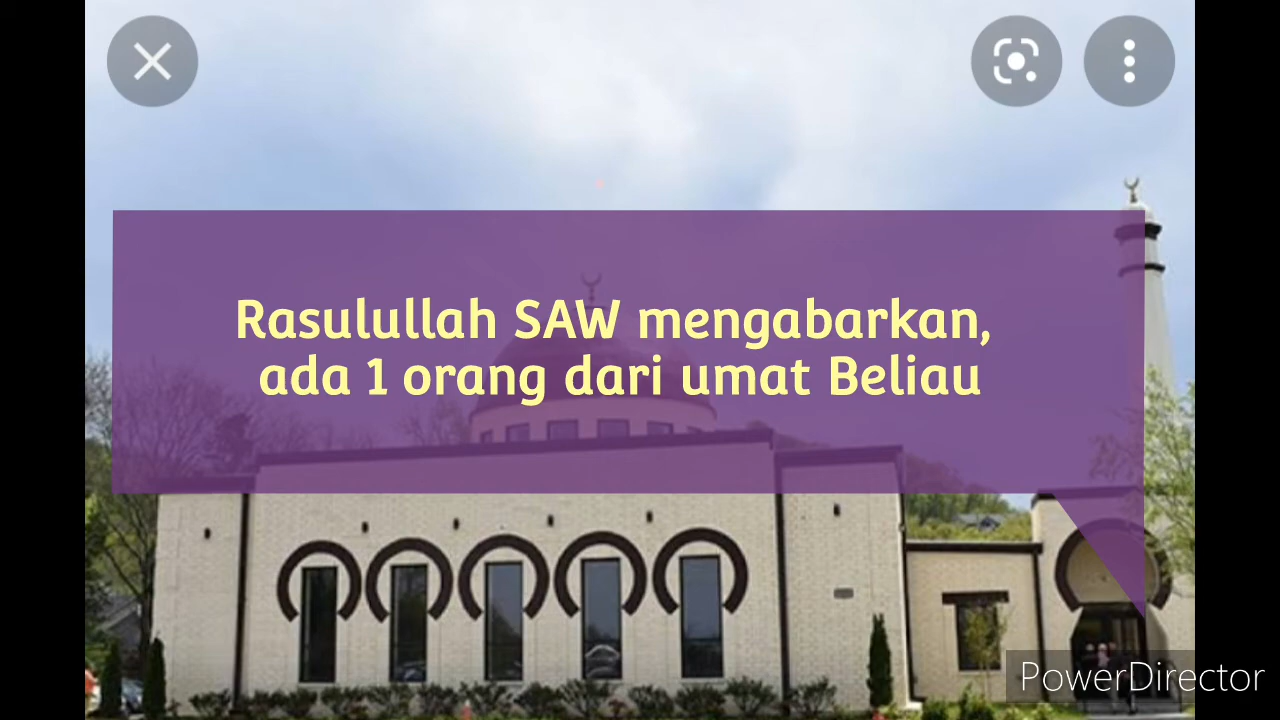 Rasulullah SAW mengabarkan,
ada 1 orang dari umat Beliau
PowerDirector